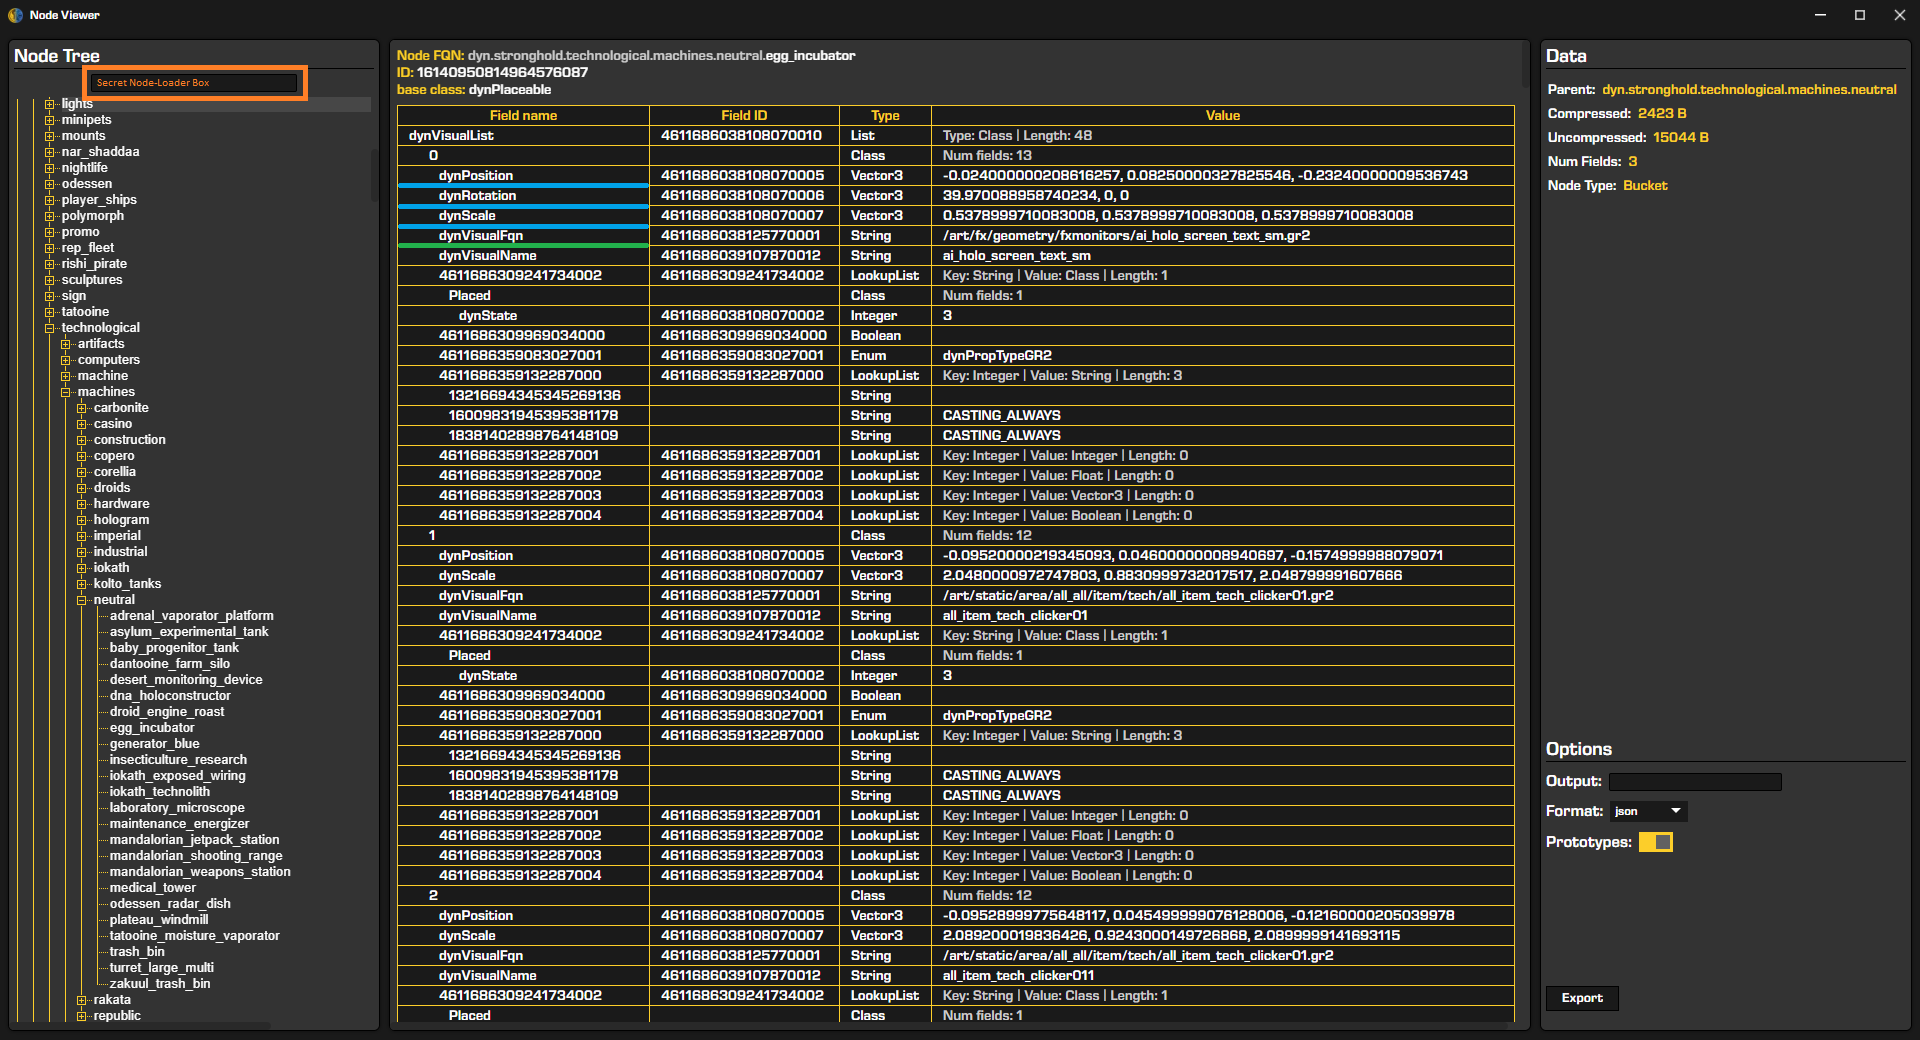 Node Viewer
Node Tree
Secret Node-Loader Box
lights
minipets
mounts
nar_shaddaa
nightlife
odessen
player_ships
polymorph
promo
rep_fleet
rishi_pirate
sculptures
sign
tatooine
technological
artifacts
computers
machine
machines
carbonite
casino
construction
copero
corellia
droids
hardware
hologram
imperial
industrial
iokath
kolto_tanks
neutral
adrenal_vaporator_platform
asylum_experimental_tank
baby_progenitor_tank
dantooine_farm_silo
desert_monitoring_device
dna_holoconstructor
droid_engine_roast
egg_incubator
generator_blue
insecticulture_research
iokath_exposed_wiring
iokath_technolith
laboratory_microscope
maintenance_energizer
mandalorian_jetpack_station
mandalorian_shooting_range
mandalorian_weapons_station
medical_tower
odessen_radar_dish
plateau_windmill
tatooine_moisture_vaporator
trash_bin
turret_large_multi
zakuul_trash_bin
rakata
republic
Node FQN: dyn.stronghold.technological.machines.neutral.egg_incubator
ID: 16140950814964576087
base class: dynPlaceable
Field name Field ID Type Value
dynVisualList 4611686038108070010 List Type: Class | Length: 48
0 Class Num fields: 13
dynPosition 4611686038108070005 Vector3 -0.024000000208616257, 0.08250000327825546, -0.23240000009536743
dynRotation 4611686038108070006 Vector3 39.970088958740234, 0, 0
dynScale 4611686038108070007 Vector3 0.5378999710083008, 0.5378999710083008, 0.5378999710083008
dynVisualFqn 4611686038125770001 String /art/fx/geometry/fxmonitors/ai_holo_screen_text_sm.gr2
dynVisualName 4611686039107870012 String ai_holo_screen_text_sm
4611686309241734002 4611686309241734002 LookupList Key: String | Value: Class | Length: 1
Placed Class Num fields: 1
dynState 4611686038108070002 Integer 3
4611686309969034000 4611686309969034000 Boolean
4611686359083027001 4611686359083027001 Enum dynPropTypeGR2
4611686359132287000 4611686359132287000 LookupList Key: Integer | Value: String | Length: 3
13216694345345269136 String
16009831945395381178 String CASTING_ALWAYS
18381402898764148109 String CASTING_ALWAYS
4611686359132287001 4611686359132287001 LookupList Key: Integer | Value: Integer | Length: 0
4611686359132287002 4611686359132287002 LookupList Key: Integer | Value: Float | Length: 0
4611686359132287003 4611686359132287003 LookupList Key: Integer | Value: Vector3 | Length: 0
4611686359132287004 4611686359132287004 LookupList Key: Integer | Value: Boolean | Length: 0
1 Class Num fields: 12
dynPosition 4611686038108070005 Vector3 -0.09520000219345093, 0.04600000008940697, -0.1574999988079071
dynScale 4611686038108070007 Vector3 2.0480000972747803, 0.8830999732017517, 2.048799991607666
dynVisualFqn 4611686038125770001 String /art/static/area/all_all/item/tech/all_item_tech_clicker01.gr2
dynVisualName 4611686039107870012 String all_item_tech_clicker01
4611686309241734002 4611686309241734002 LookupList Key: String | Value: Class | Length: 1
Placed Class Num fields: 1
dynState 4611686038108070002 Integer 3
4611686309969034000 4611686309969034000 Boolean
4611686359083027001 4611686359083027001 Enum dynPropTypeGR2
4611686359132287000 4611686359132287000 LookupList Key: Integer | Value: String | Length: 3
13216694345345269136 String
16009831945395381178 String CASTING_ALWAYS
18381402898764148109 String CASTING_ALWAYS
4611686359132287001 4611686359132287001 LookupList Key: Integer | Value: Integer | Length: 0
4611686359132287002 4611686359132287002 LookupList Key: Integer | Value: Float | Length: 0
4611686359132287003 4611686359132287003 LookupList Key: Integer | Value: Vector3 | Length: 0
4611686359132287004 4611686359132287004 LookupList Key: Integer | Value: Boolean | Length: 0
2 Class Num fields: 12
dynPosition 4611686038108070005 Vector3 -0.09528999775648117, 0.045499999076128006, -0.12160000205039978
dynScale 4611686038108070007 Vector3 2.089200019836426, 0.9243000149726868, 2.0899999141693115
dynVisualFqn 4611686038125770001 String /art/static/area/all_all/item/tech/all_item_tech_clicker01.gr2
dynVisualName 4611686039107870012 String all_item_tech_clicker011
4611686309241734002 4611686309241734002 LookupList Key: String | Value: Class | Length: 1
Placed Class Num fields: 1
Data
Parent: dyn.stronghold.technological.machines.neutral
Compressed: 2423 B
Uncompressed: 15044 B
Num Fields: 3
Node Type: Bucket
Options
Output:
Format: json
Prototypes:
Export